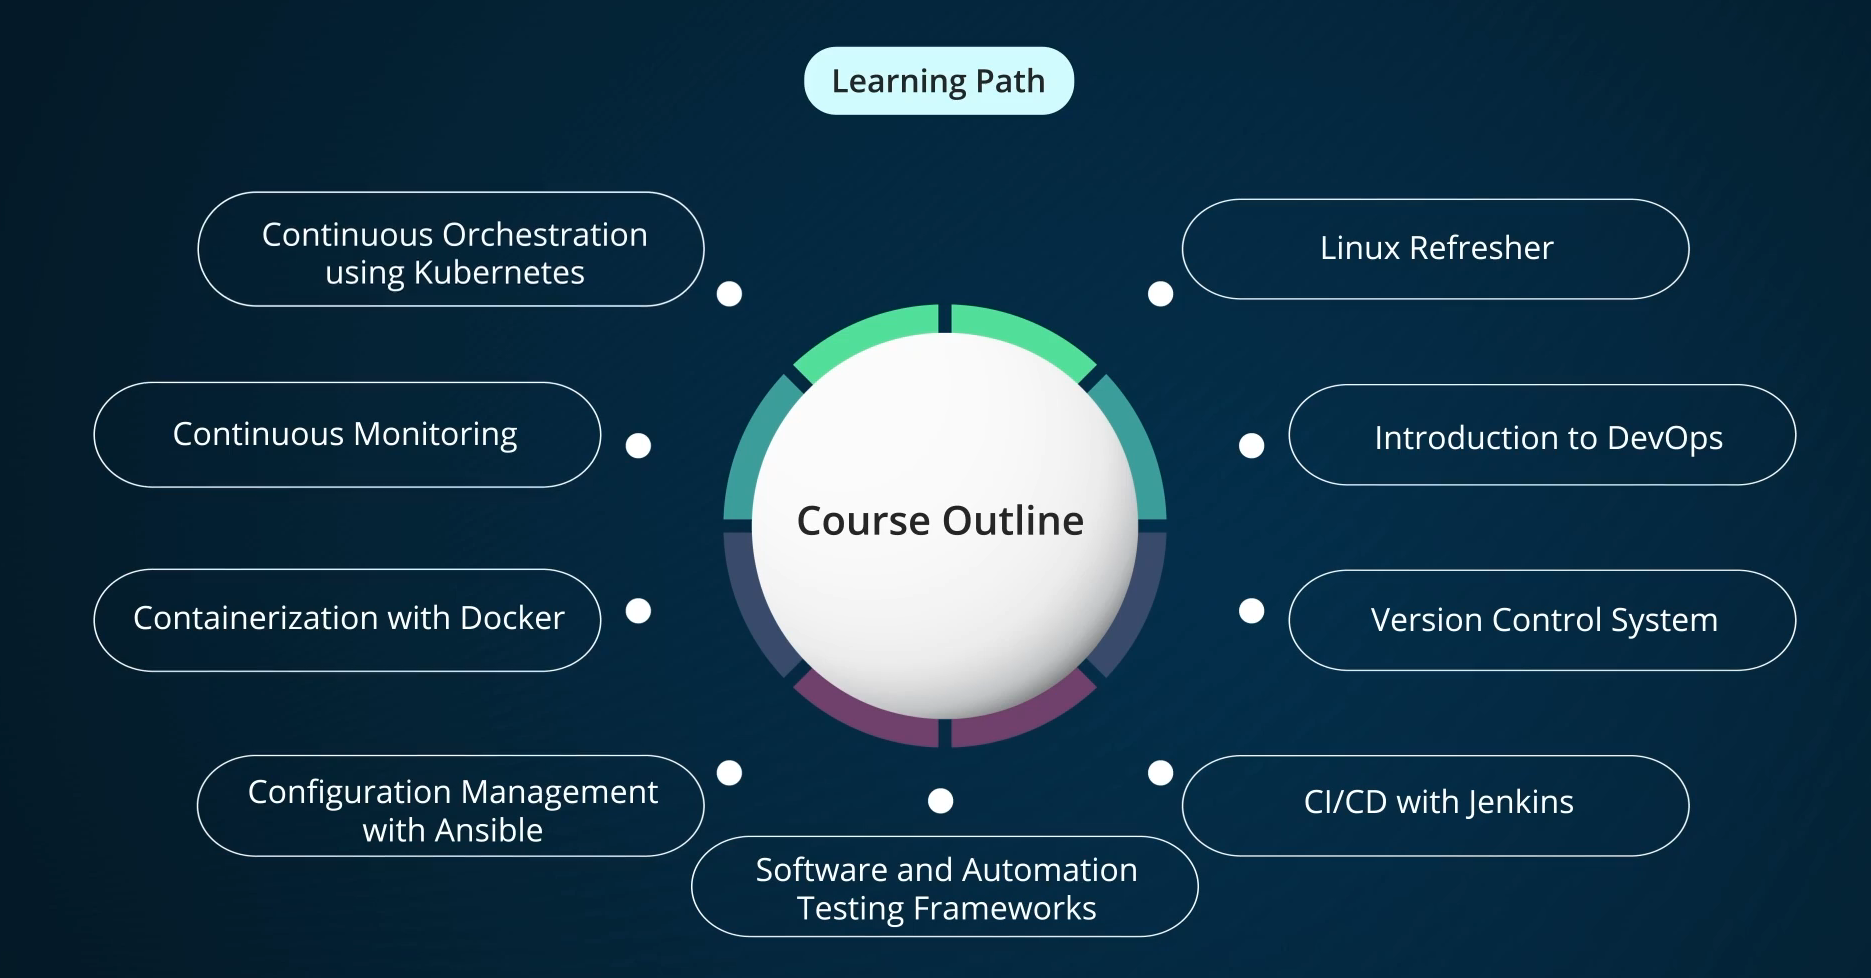 Learning Path
Continuous Orchestration
using Kubernetes
Linux Refresher
Continuous Monitoring
Introduction to DevOps
Course Outline
Containerization with Docker
Version Control System
Configuration Management
with Ansible
CI/CD with Jenkins
Software and Automation
Testing Frameworks